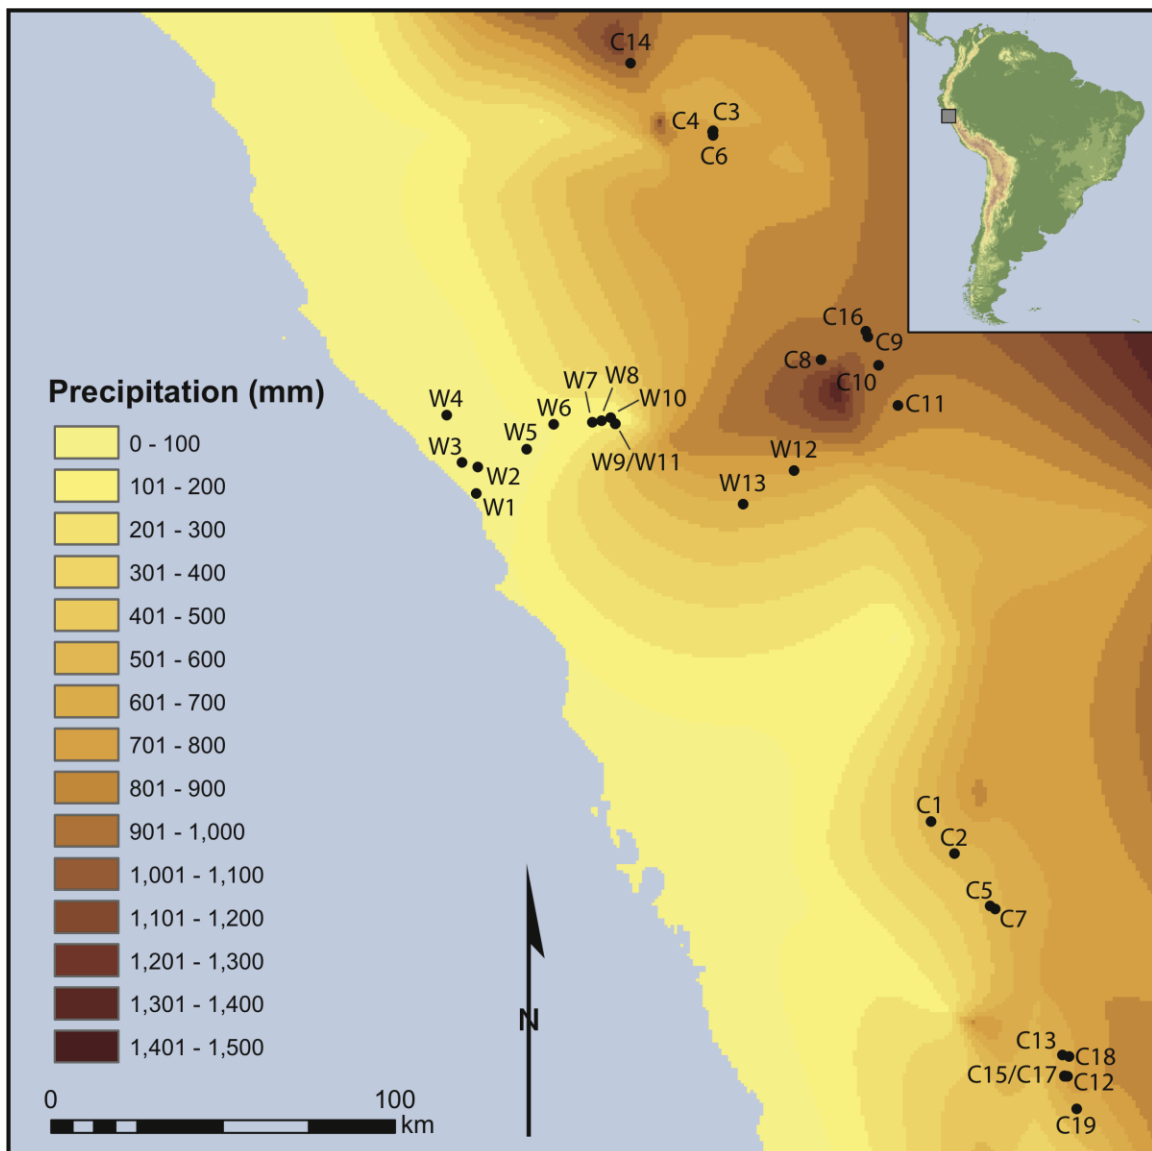 C14
C3
C4
C6
C16
C9
C8
C10
C11
W7
W8
W10
W4
W6
W5
W3
W2
W9/W11
W1
W12
W13
Precipitation (mm)
0 - 100
101 - 200
201 - 300
301 - 400
401 - 500
501 - 600
601 - 700
701 - 800
801 - 900
901 - 1,000
1,001 - 1,100
1,101 - 1,200
1,201 - 1,300
1,301 - 1,400
1,401 - 1,500
C1
C2
C5
C7
N
C13
C18
C15/C17
C12
C19
0 100
km